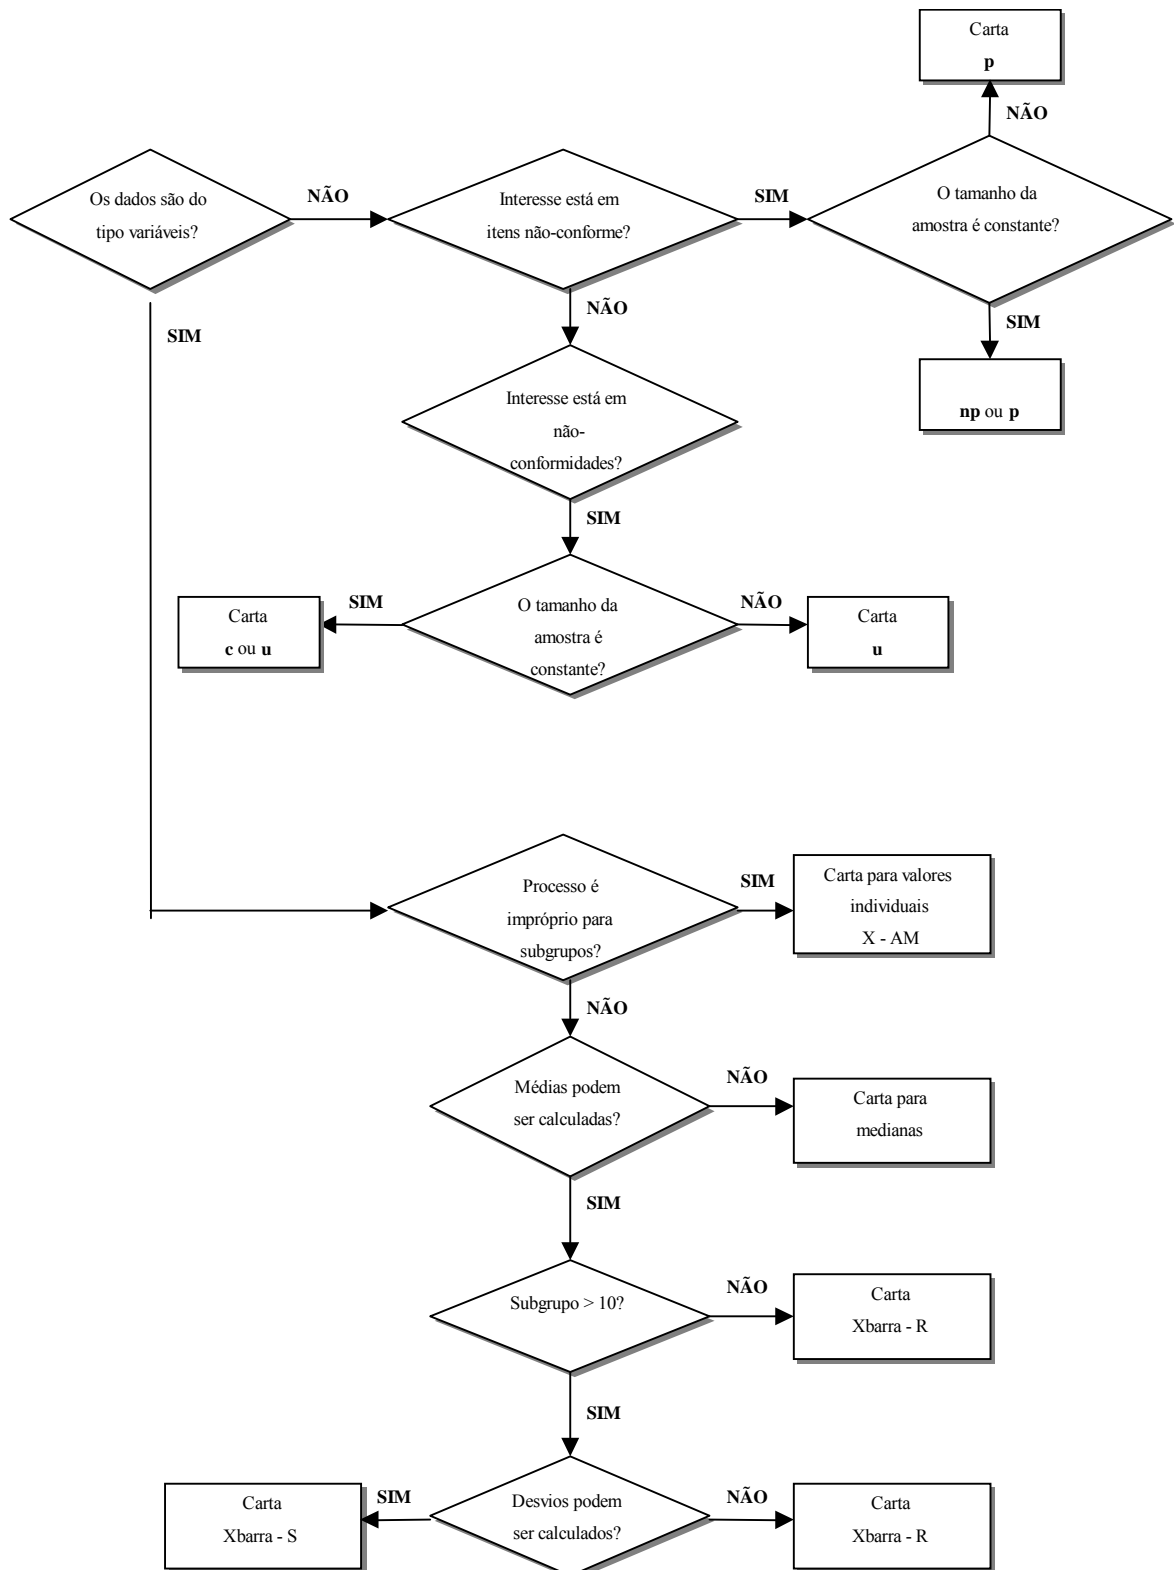 Carta
p
NÃO
Os dados são do
tipo variáveis?
NÃO
Interesse está em
itens não-conforme?
SIM
O tamanho da
amostra é constante?
SIM
NÃO
SIM
np ou p
Interesse está em
não-
conformidades?
SIM
Carta
c ou u
SIM
O tamanho da
amostra é
constante?
NÃO
Carta
u
Processo é
impróprio para
subgrupos?
SIM
Carta para valores
individuais
X - AM
NÃO
Médias podem
ser calculadas?
NÃO
Carta para
medianas
SIM
Subgrupo > 10?
NÃO
Carta
Xbarra - R
SIM
Carta
Xbarra - S
SIM
Desvios podem
ser calculados?
NÃO
Carta
Xbarra - R